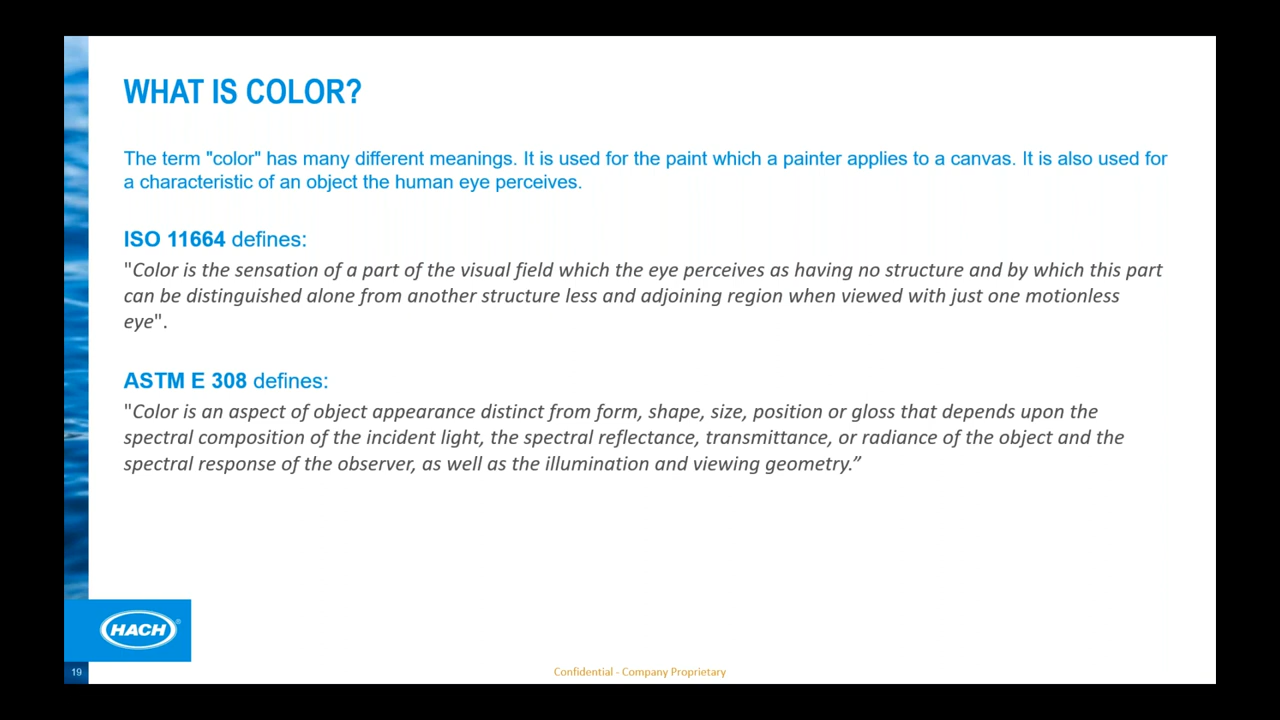 WHAT IS COLOR?
The term "color" has many different meanings. It is used for the paint which a painter applies to a canvas. It is also used for
a characteristic of an object the human eye perceives.
ISO 11664 defines:
"Color is the sensation of a part of the visual field which the eye perceives as having no structure and by which this part
can be distinguished alone from another structure less and adjoining region when viewed with just one motionless
eye".
ASTM E 308 defines:
"Color is an aspect of object appearance distinct from form, shape, size, position or gloss that depends upon the
spectral composition of the incident light, the spectral reflectance, transmittance, or radiance of the object and the
spectral response of the observer, as well as the illumination and viewing geometry.”
HACH®
19
Confidential - Company Proprietary